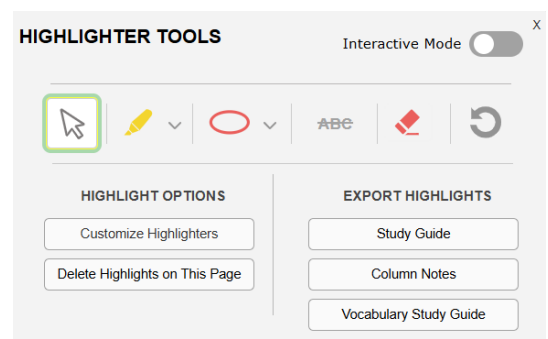 HIGHLIGHTER TOOLS
Interactive Mode
X
ABC
HIGHLIGHT OPTIONS
Customize Highlighters
Delete Highlights on This Page
EXPORT HIGHLIGHTS
Study Guide
Column Notes
Vocabulary Study Guide